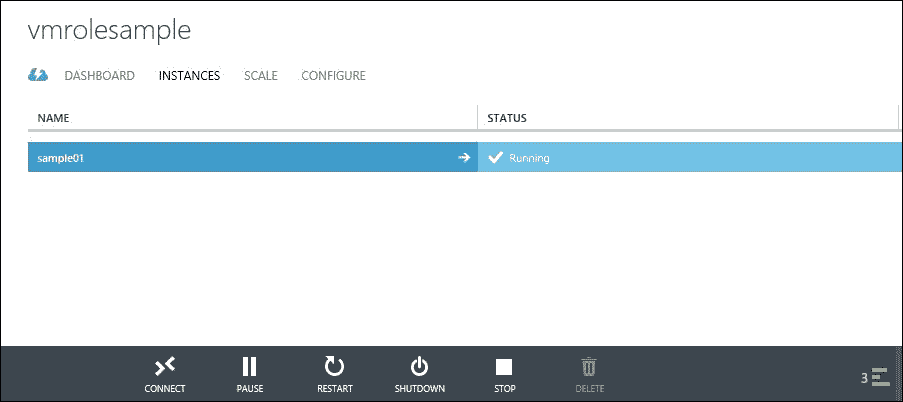 vmrolesample
DASHBOARD INSTANCES SCALE CONFIGURE
NAME STATUS
sample01 Running
CONNECT PAUSE RESTART SHUTDOWN STOP DELETE 3